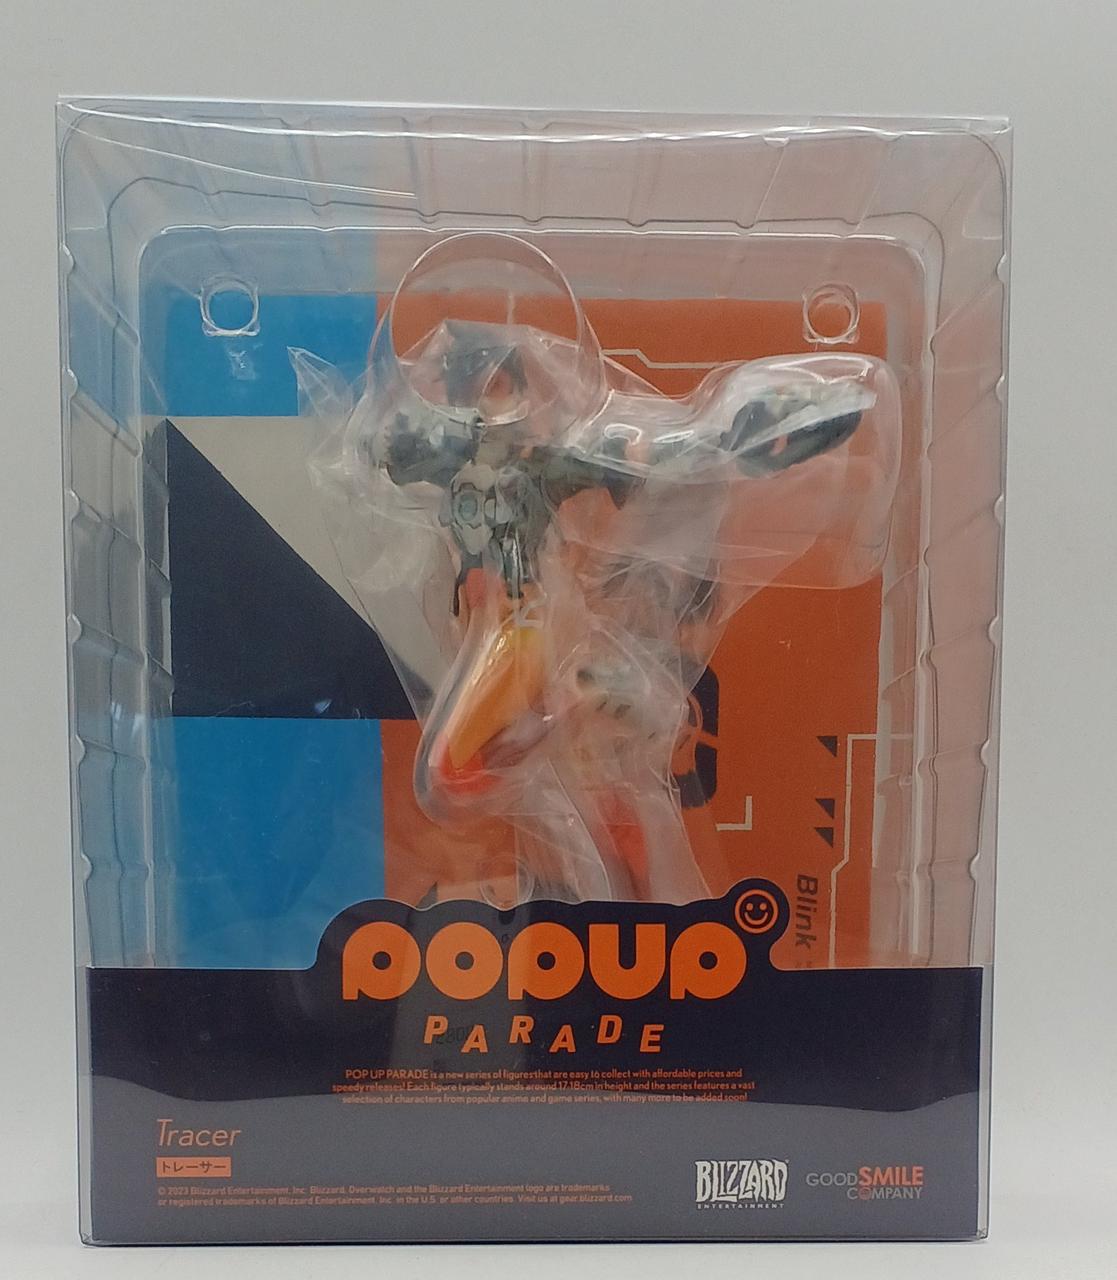 Blink
POPUP
PARADE
POP UP PARADE is a new series of figures that are easy to collect with affordable prices and
speedy releases! Each figure typically stands around 17-18cm in height and the series features a vast
selection of characters from popular anime and game series, with many more to be added soon!
Tracer
トレーサー
© 2023 Blizzard Entertainment, Inc. Blizzard, Overwatch and the Blizzard Entertainment logo are trademarks
or registered trademarks of Blizzard Entertainment, Inc. in the U.S. or other countries. Visit us at gear.blizzard.com
BLIZZARD
ENTERTAINMENT
GOODSMILE
COMPANY